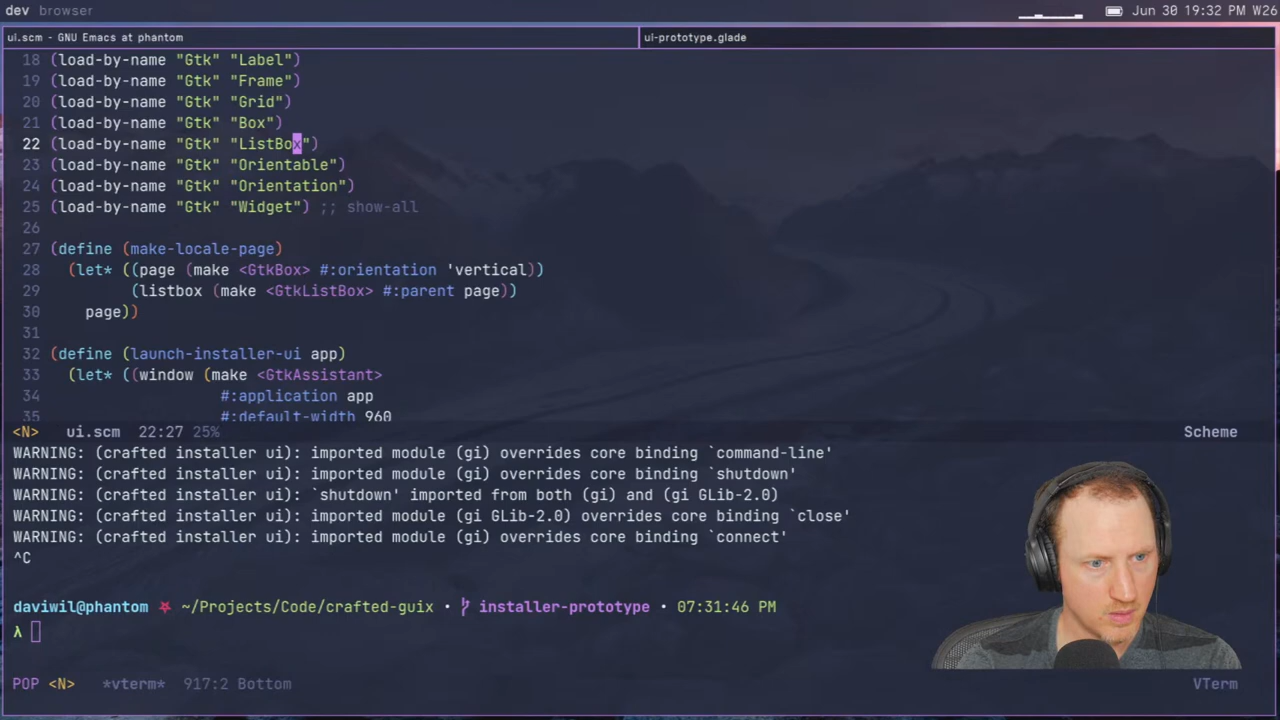 dev browser
Jun 30 19:32 PM W26
ui.scm - GNU Emacs at phantom
ui-prototype.glade
18 (load-by-name "Gtk" "Label")
19 (load-by-name "Gtk" "Frame")
20 (load-by-name "Gtk" "Grid")
21 (load-by-name "Gtk" "Box")
22 (load-by-name "Gtk" "ListBox")
23 (load-by-name "Gtk" "Orientable")
24 (load-by-name "Gtk" "Orientation")
25 (load-by-name "Gtk" "Widget") ;; show-all
26
27 (define (make-locale-page)
28 (let* ((page (make <GtkBox> #:orientation 'vertical))
29 (listbox (make <GtkListBox> #:parent page))
30 page))
31
32 (define (launch-installer-ui app)
33 (let* ((window (make <GtkAssistant>
34 #:application app
35 #:default-width 960
<N> ui.scm 22:27 25% Scheme
WARNING: (crafted installer ui): imported module (gi) overrides core binding `command-line'
WARNING: (crafted installer ui): imported module (gi) overrides core binding `shutdown'
WARNING: (crafted installer ui): `shutdown' imported from both (gi) and (gi GLib-2.0)
WARNING: (crafted installer ui): imported module (gi GLib-2.0) overrides core binding `close'
WARNING: (crafted installer ui): imported module (gi) overrides core binding `connect'
^C
daviwil@phantom ~/Projects/Code/crafted-guix • installer-prototype • 07:31:46 PM
λ
POP <N> *vterm* 917:2 Bottom VTerm